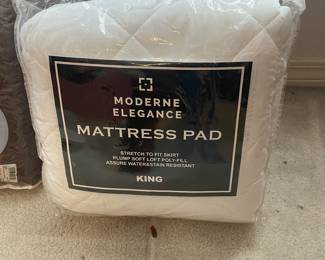 MODERNE
ELEGANCE
MATTRESS PAD
STRETCH TO FIT SKIRT
PLUMP SOFT LOFT POLY-FILL
ASSURE WATER&STAIN RESISTANT
KING